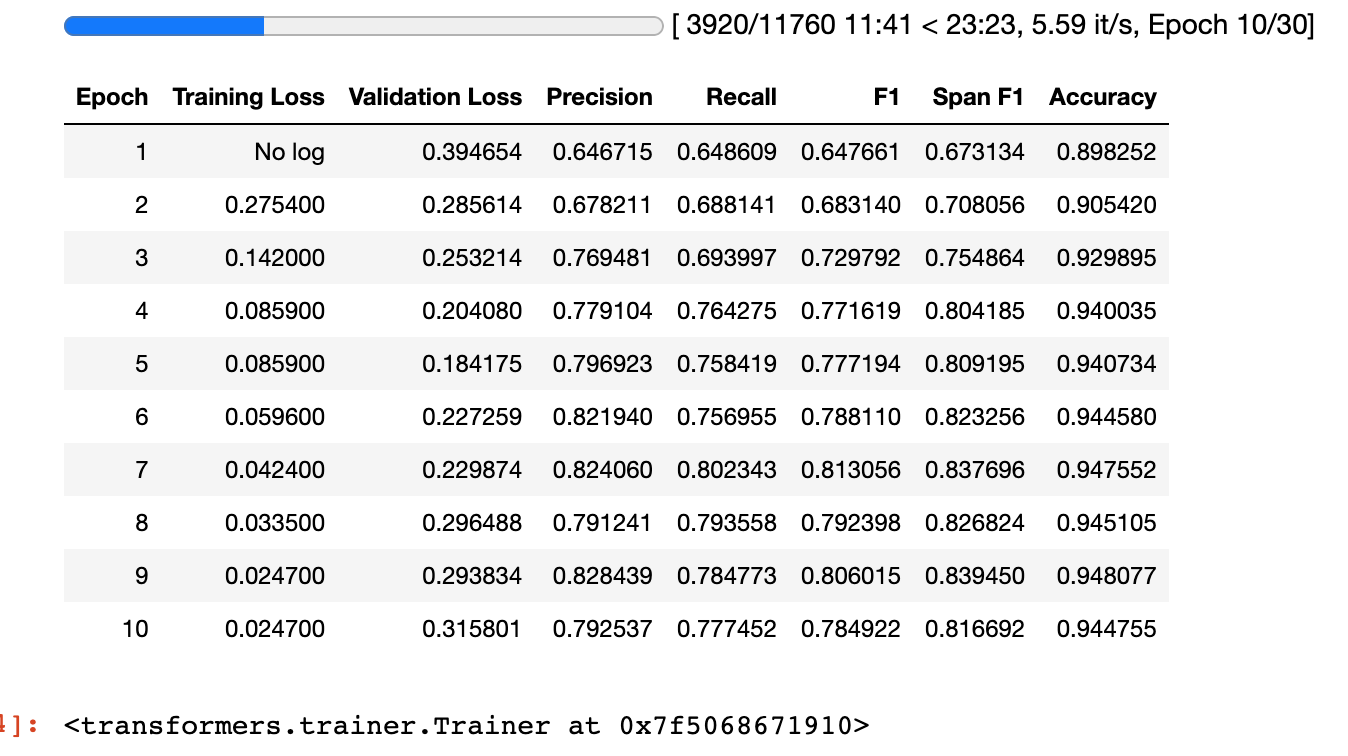 [ 3920/11760 11:41 < 23:23, 5.59 it/s, Epoch 10/30]
Epoch Training Loss Validation Loss Precision Recall F1 Span F1 Accuracy
1 No log 0.394654 0.646715 0.648609 0.647661 0.673134 0.898252
2 0.275400 0.285614 0.678211 0.688141 0.683140 0.708056 0.905420
3 0.142000 0.253214 0.769481 0.693997 0.729792 0.754864 0.929895
4 0.085900 0.204080 0.779104 0.764275 0.771619 0.804185 0.940035
5 0.085900 0.184175 0.796923 0.758419 0.777194 0.809195 0.940734
6 0.059600 0.227259 0.821940 0.756955 0.788110 0.823256 0.944580
7 0.042400 0.229874 0.824060 0.802343 0.813056 0.837696 0.947552
8 0.033500 0.296488 0.791241 0.793558 0.792398 0.826824 0.945105
9 0.024700 0.293834 0.828439 0.784773 0.806015 0.839450 0.948077
10 0.024700 0.315801 0.792537 0.777452 0.784922 0.816692 0.944755
]: <transformers.trainer.Trainer at 0x7f5068671910>